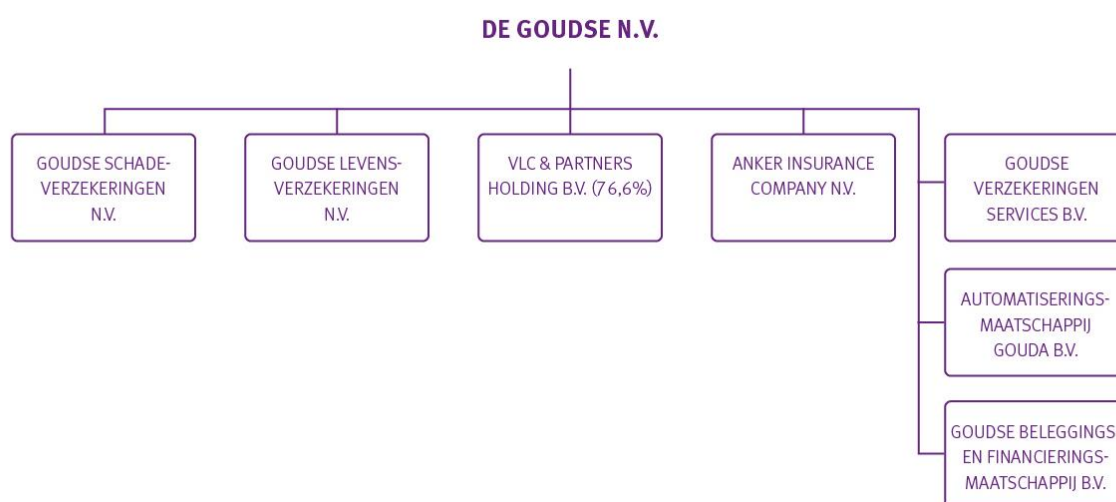 DE GOUDSE N.V.
GOUDSE SCHADE-
VERZEKERINGEN
N.V.
GOUDSE LEVENS-
VERZEKERINGEN
N.V.
VLC & PARTNERS
HOLDING B.V. (76,6%)
ANKER INSURANCE
COMPANY N.V.
GOUDSE
VERZEKERINGEN
SERVICES B.V.
AUTOMATISERINGS-
MAATSCHAPPIJ
GOUDA B.V.
GOUDSE BELEGGINGS
EN FINANCIERINGS-
MAATSCHAPPIJ B.V.